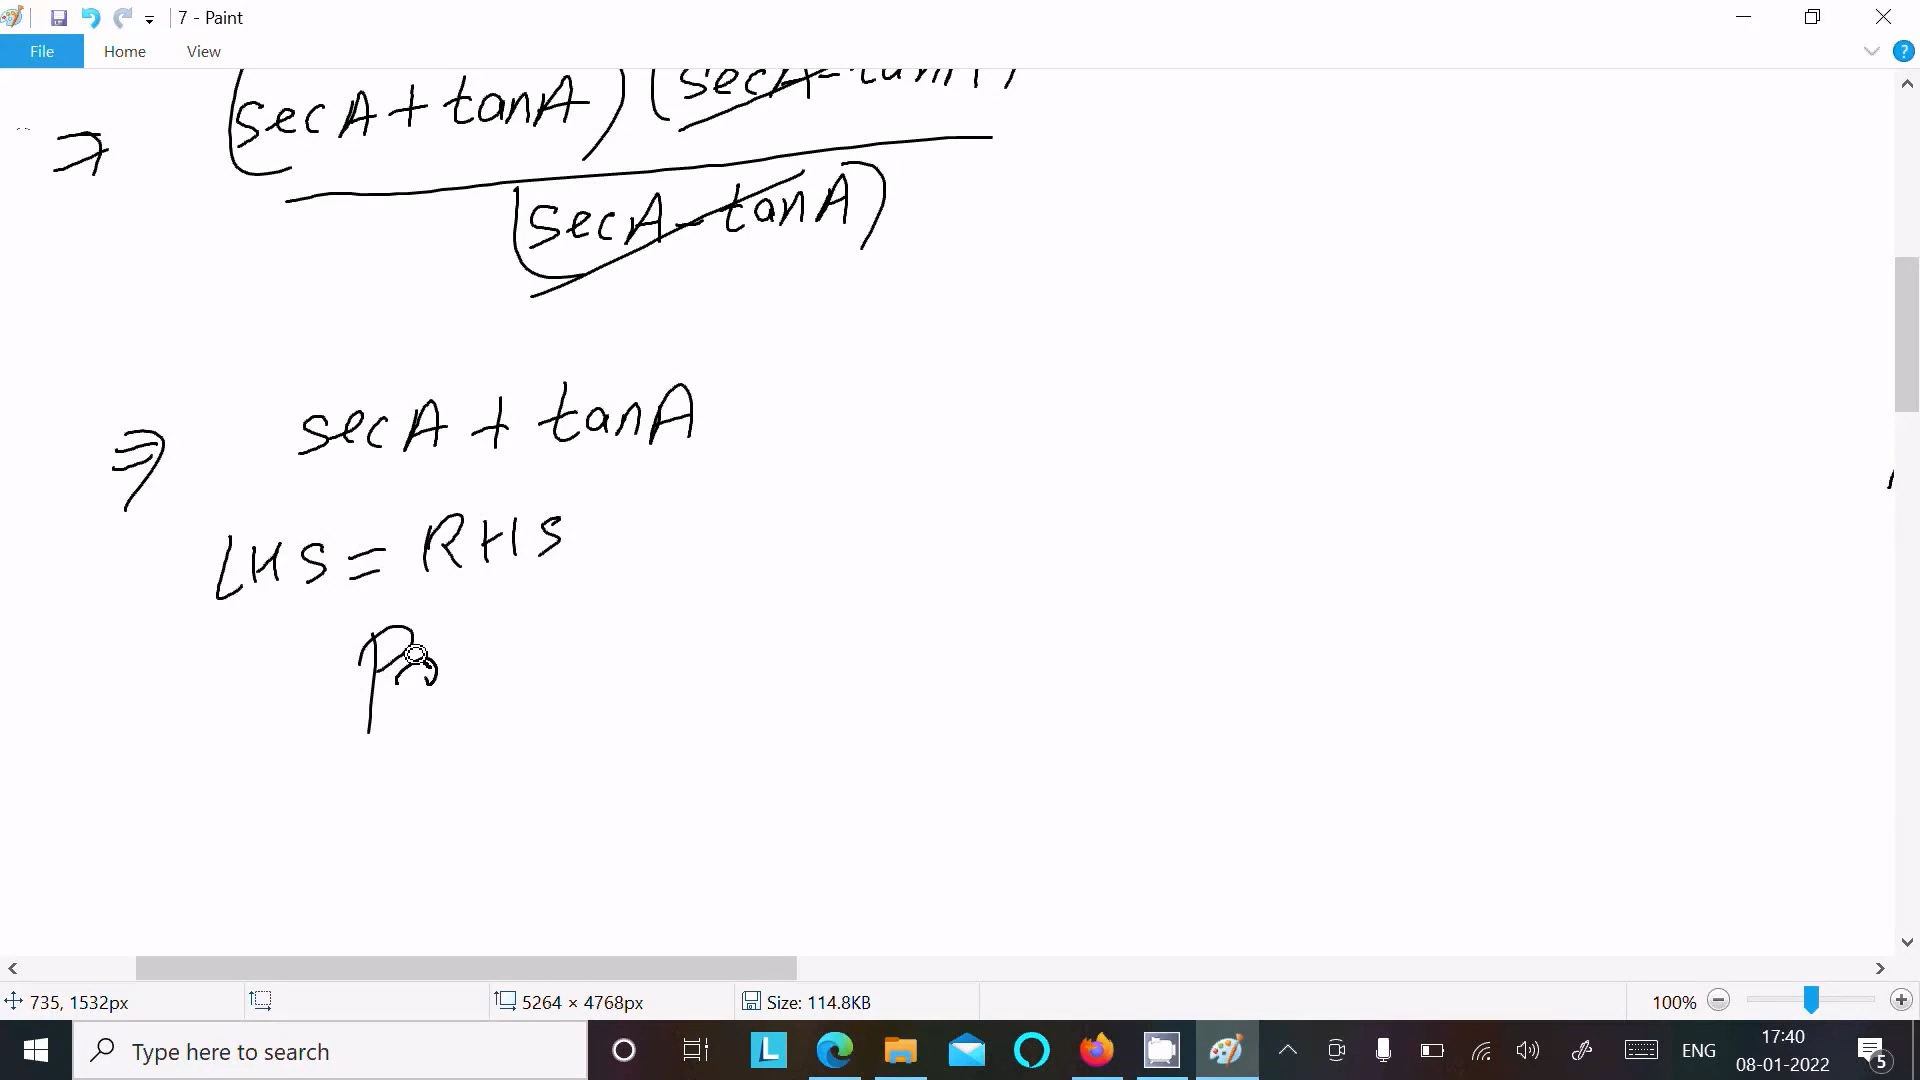 7 - Paint
File Home View
⇒ (secA + tanA) (secA - tanA)
(secA - tanA)
⇒ secA + tanA
LHS = RHS
735, 1532px 5264 × 4768px Size: 114.8KB 100%
Type here to search
L
ENG 17:40
08-01-2022
5